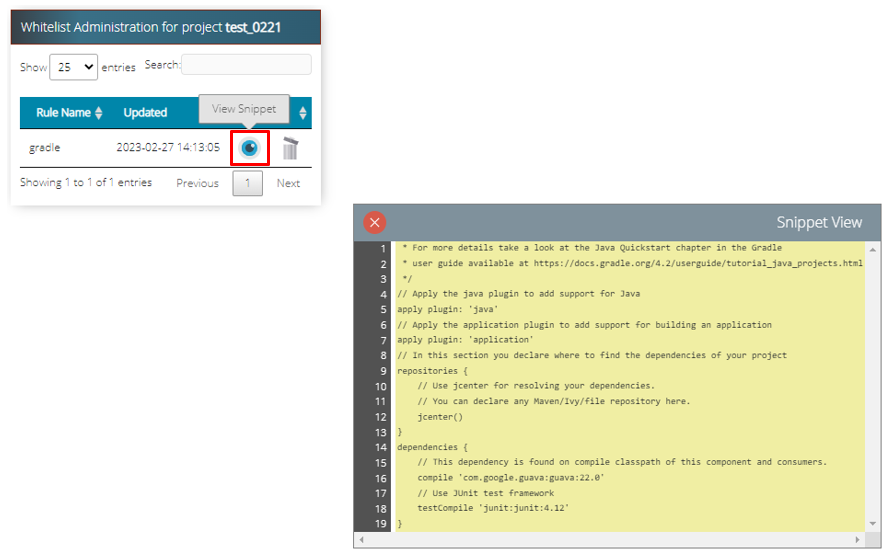 Whitelist Administration for project test_0221
Show 25 entries Search:
View Snippet
Rule Name Updated
gradle 2023-02-27 14:13:05
Showing 1 to 1 of 1 entries Previous 1 Next
Snippet View
1 * For more details take a look at the Java Quickstart chapter in the Gradle
2 * user guide available at https://docs.gradle.org/4.2/userguide/tutorial_java_projects.html
3 */
4 // Apply the java plugin to add support for Java
5 apply plugin: 'java'
6 // Apply the application plugin to add support for building an application
7 apply plugin: 'application'
8 // In this section you declare where to find the dependencies of your project
9 repositories {
10 // Use jcenter for resolving your dependencies.
11 // You can declare any Maven/Ivy/file repository here.
12 jcenter()
13 }
14 dependencies {
15 // This dependency is found on compile classpath of this component and consumers.
16 compile 'com.google.guava:guava:22.0'
17 // Use JUnit test framework
18 testCompile 'junit:junit:4.12'
19 }